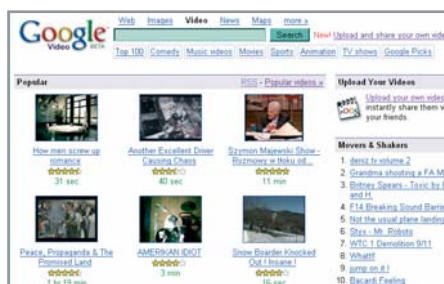 Web Images Video News Maps more »
Google
Video BETA
Search New! Upload and share your own vide
Top 100 Comedy Music videos Movies Sports Animation TV shows Google Picks
Popular
RSS - Popular videos »
How men screw up
romance
31 sec
Another Excellent Driver
Causing Chaos
40 sec
Szymon Majewski Show -
Rozmowy w tłoku od...
11 min
Peace, Propaganda & The
Promised Land
1 hr 19 min
AMERIKAN IDIOT
3 min
Snow Boarder Knocked
Out ! Insane !
16 sec
Upload Your Videos
Upload your own videos
instantly share them w
your friends.
Movers & Shakers
1. deniz tv volume 2
2. Grandma shooting a FA M
3. Britney Spears - Toxic by
and H.
4. F14 Breaking Sound Barrie
5. Not the usual plane landing
6. Styx - Mr. Roboto
7. WTC 1 Demolition 9/11
8. What!!
9. jump on it !
10. Bacardi Feeling